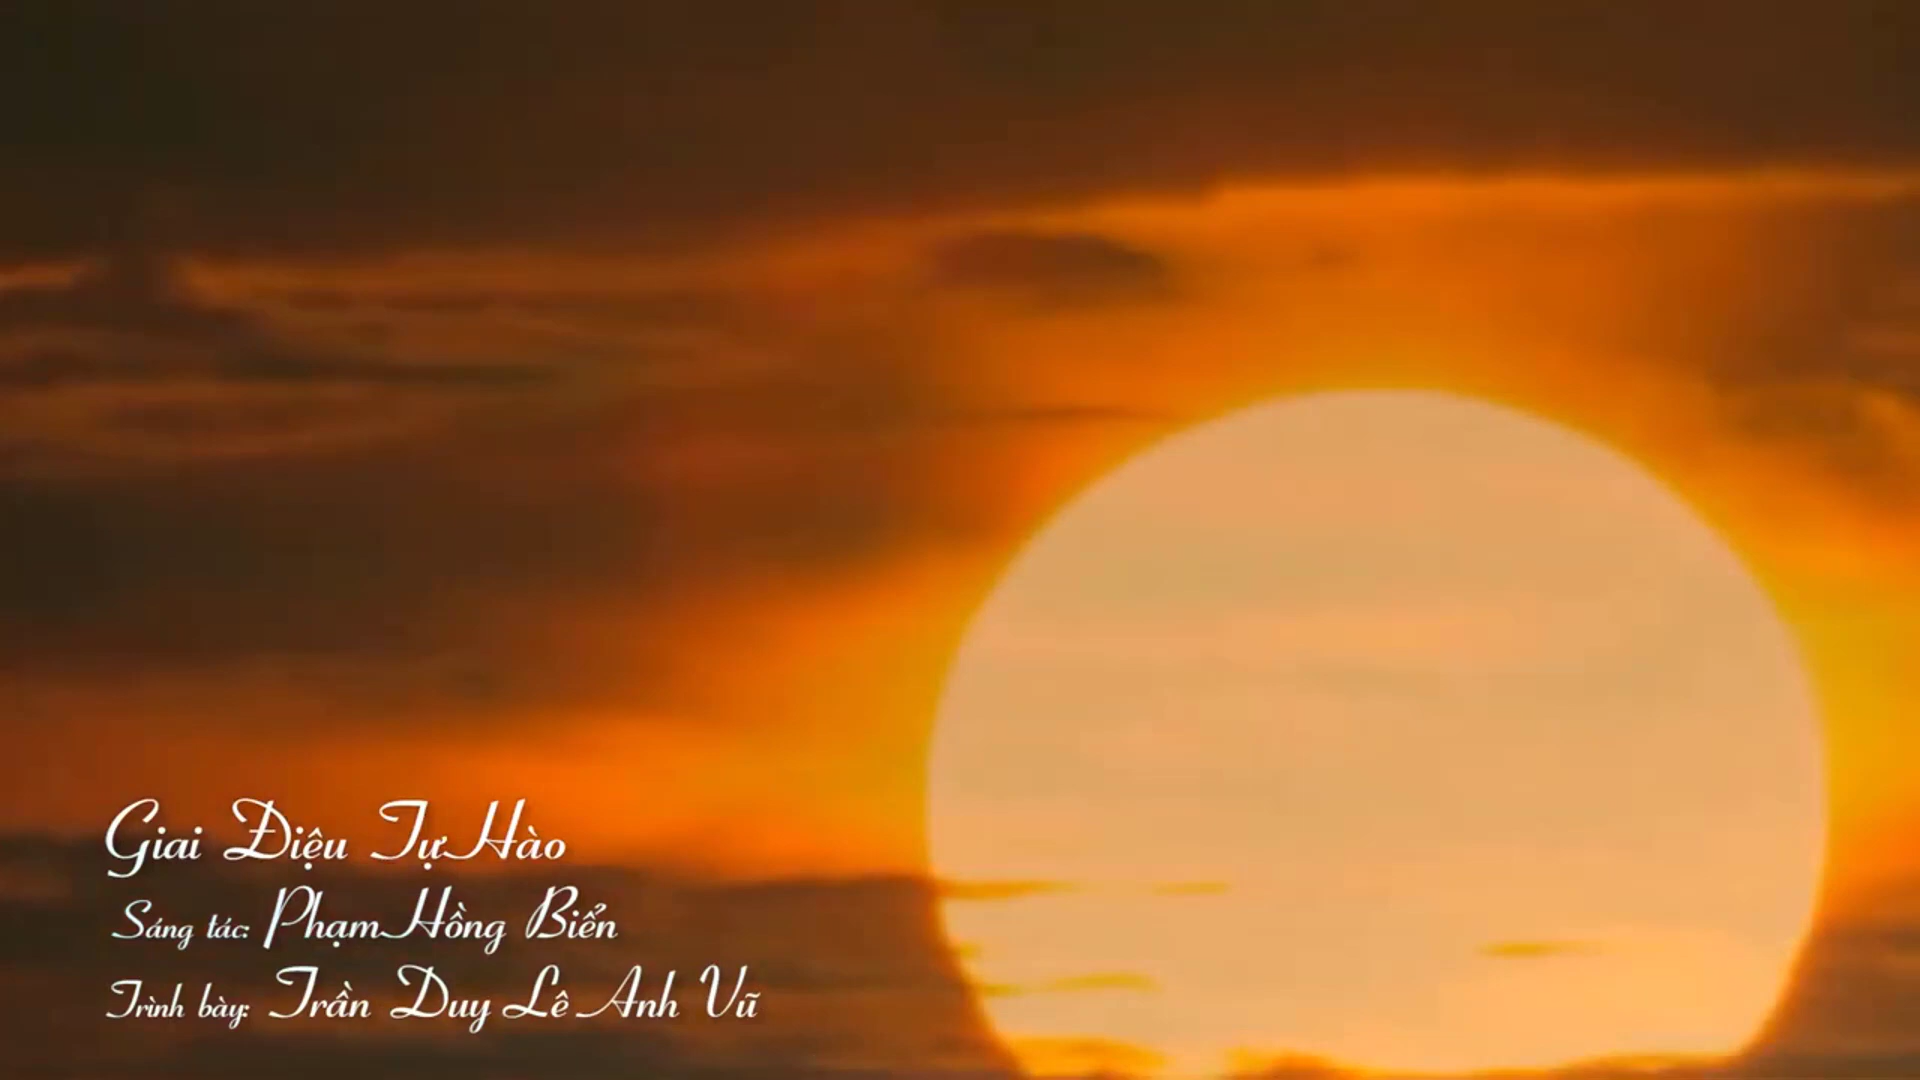 Giai Điệu Tự Hào
Sáng tác: Phạm Hồng Biển
Trình bày: Trần Duy Lê Anh Vũ